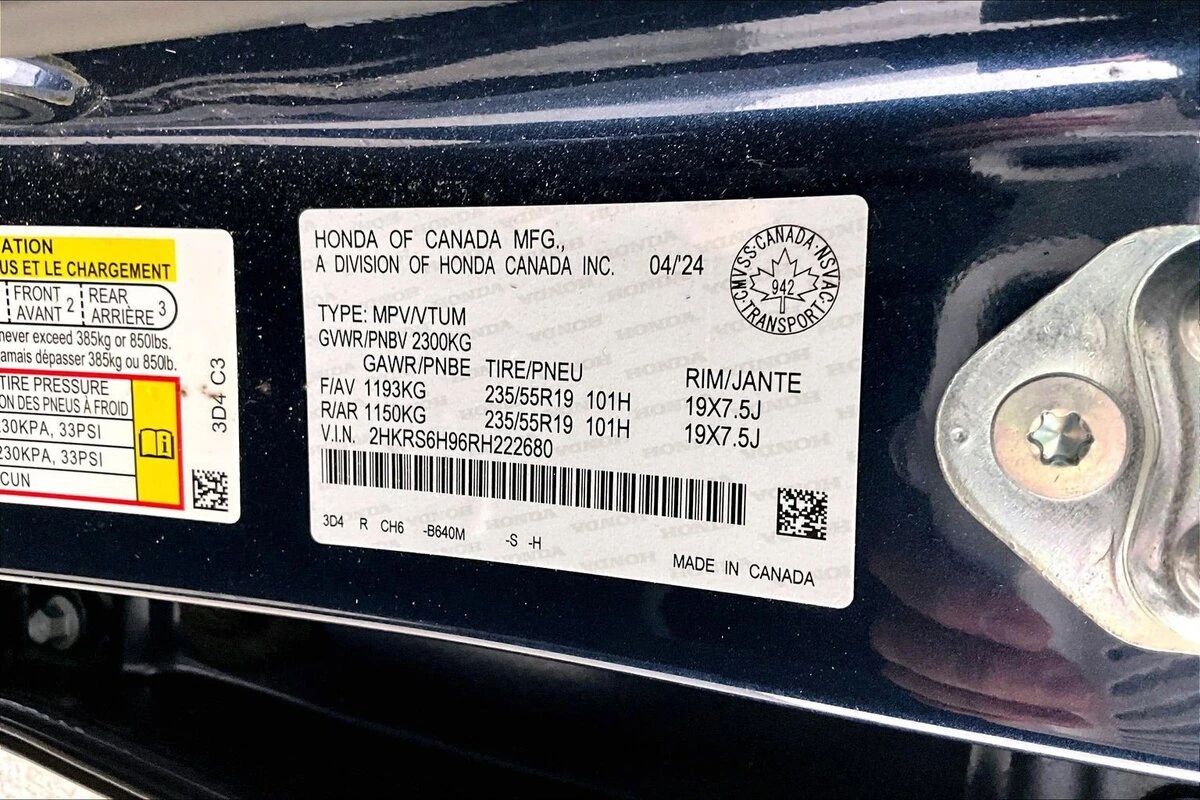 ATION
US ET LE CHARGEMENT
FRONT
AVANT 2
REAR
ARRIÈRE 3
never exceed 385kg or 850lbs.
jamais dépasser 385kg ou 850lb.
TIRE PRESSURE
ON DES PNEUS À FROID
230KPA, 33PSI
230KPA, 33PSI
CUN
3D4 C3
HONDA OF CANADA MFG.,
A DIVISION OF HONDA CANADA INC. 04/'24
CMVSS·CANADA·NSVAC·TRANSPORT·
942
TYPE: MPV/VTUM
GVWR/PNBV 2300KG
GAWR/PNBE TIRE/PNEU RIM/JANTE
F/AV 1193KG 235/55R19 101H 19X7.5J
R/AR 1150KG 235/55R19 101H 19X7.5J
V.I.N. 2HKRS6H96RH222680
3D4 R CH6 -B640M -S -H
MADE IN CANADA